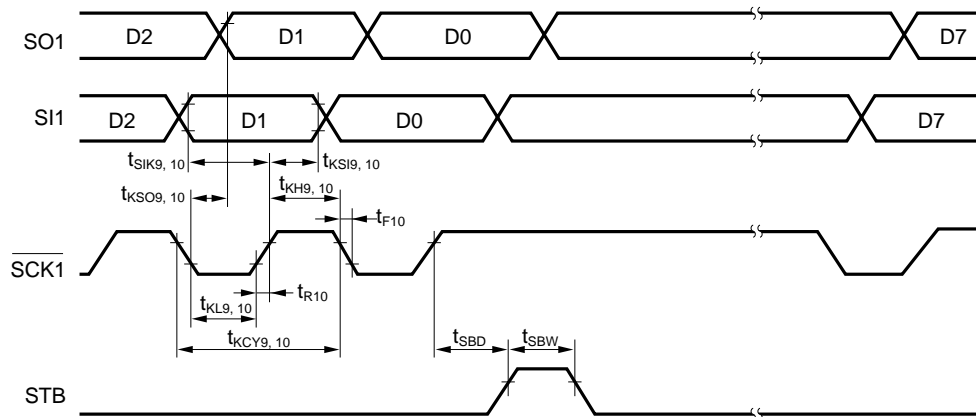 SO1 D2 D1 D0 D7
SI1 D2 D1 D0 D7
tSIK9, 10 tKSI9, 10
tKSO9, 10 tKH9, 10
tF10
SCK1
tR10
tKL9, 10
tKCY9, 10 tSBD tSBW
STB